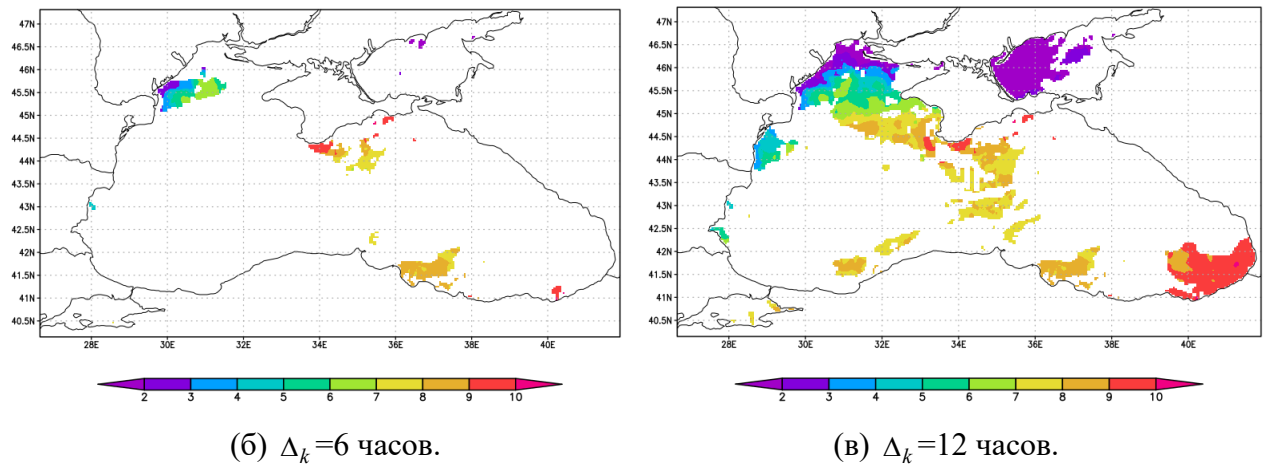 47N
46.5N
46N
45.5N
45N
44.5N
44N
43.5N
43N
42.5N
42N
41.5N
41N
40.5N
28E 30E 32E 34E 36E 38E 40E
2 3 4 5 6 7 8 9 10
(б) Δk=6 часов.
47N
46.5N
46N
45.5N
45N
44.5N
44N
43.5N
43N
42.5N
42N
41.5N
41N
40.5N
28E 30E 32E 34E 36E 38E 40E
2 3 4 5 6 7 8 9 10
(в) Δk=12 часов.